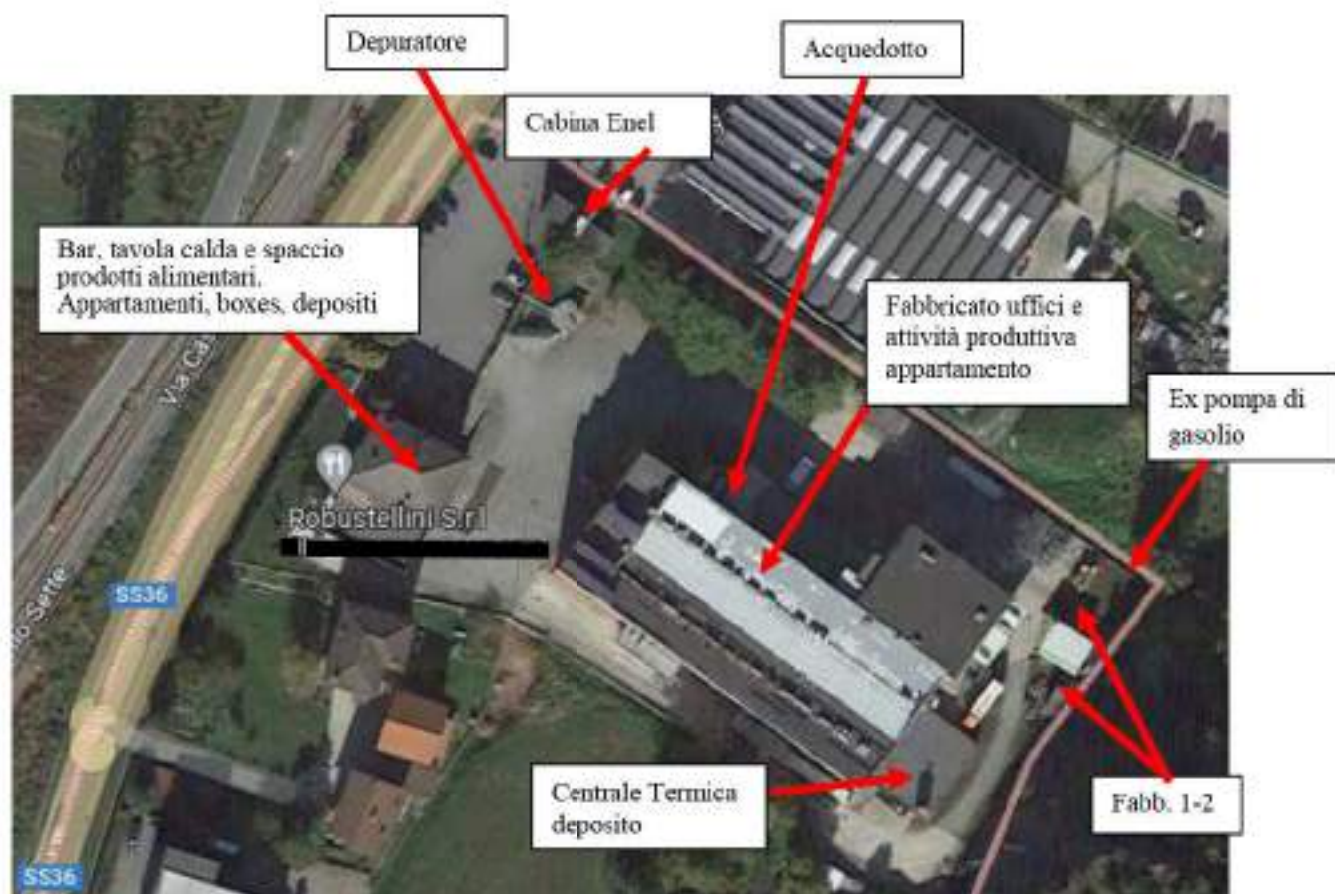 Depuratore
Acquedotto
Cabina Enel
Bar, tavola calda e spaccio
prodotti alimentari.
Appartamenti, boxes, depositi
Fabbricato uffici e
attività produttiva
appartamento
Ex pompa di
gasolio
Robustellini S.r.l
SS36
Centrale Termica
deposito
Fabb. 1-2
SS36